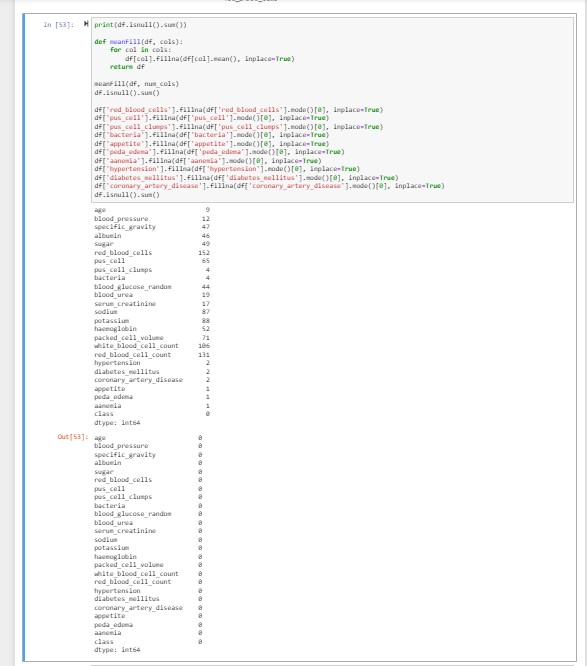 In [53]:
print(df.isnull().sum())
def meanfill(df, cols):
    for col in cols:
        df[col].fillna(df[col].mean(), inplace=True)
    return df
meanfill(df, num_cols)
df.isnull().sum()
df['red_blood_cells'].fillna(df['red_blood_cells'].mode()[0], inplace=True)
df['pus_cell'].fillna(df['pus_cell'].mode()[0], inplace=True)
df['pus_cell_clumps'].fillna(df['pus_cell_clumps'].mode()[0], inplace=True)
df['bacteria'].fillna(df['bacteria'].mode()[0], inplace=True)
df['appetite'].fillna(df['appetite'].mode()[0], inplace=True)
df['peda_edema'].fillna(df['peda_edema'].mode()[0], inplace=True)
df['aanemia'].fillna(df['aanemia'].mode()[0], inplace=True)
df['hypertension'].fillna(df['hypertension'].mode()[0], inplace=True)
df['diabetes_mellitus'].fillna(df['diabetes_mellitus'].mode()[0], inplace=True)
df['coronary_artery_disease'].fillna(df['coronary_artery_disease'].mode()[0], inplace=True)
df.isnull().sum()
age 9
blood_pressure 12
specific_gravity 47
albumin 46
sugar 49
red_blood_cells 152
pus_cell 65
pus_cell_clumps 4
bacteria 4
blood_glucose_random 44
blood_urea 19
serum_creatinine 17
sodium 87
potassium 88
haemoglobin 52
packed_cell_volume 71
white_blood_cell_count 106
red_blood_cell_count 131
hypertension 2
diabetes_mellitus 2
coronary_artery_disease 2
appetite 1
peda_edema 1
aanemia 1
class 0
dtype: int64
Out[53]:
age 0
blood_pressure 0
specific_gravity 0
albumin 0
sugar 0
red_blood_cells 0
pus_cell 0
pus_cell_clumps 0
bacteria 0
blood_glucose_random 0
blood_urea 0
serum_creatinine 0
sodium 0
potassium 0
haemoglobin 0
packed_cell_volume 0
white_blood_cell_count 0
red_blood_cell_count 0
hypertension 0
diabetes_mellitus 0
coronary_artery_disease 0
appetite 0
peda_edema 0
aanemia 0
class 0
dtype: int64